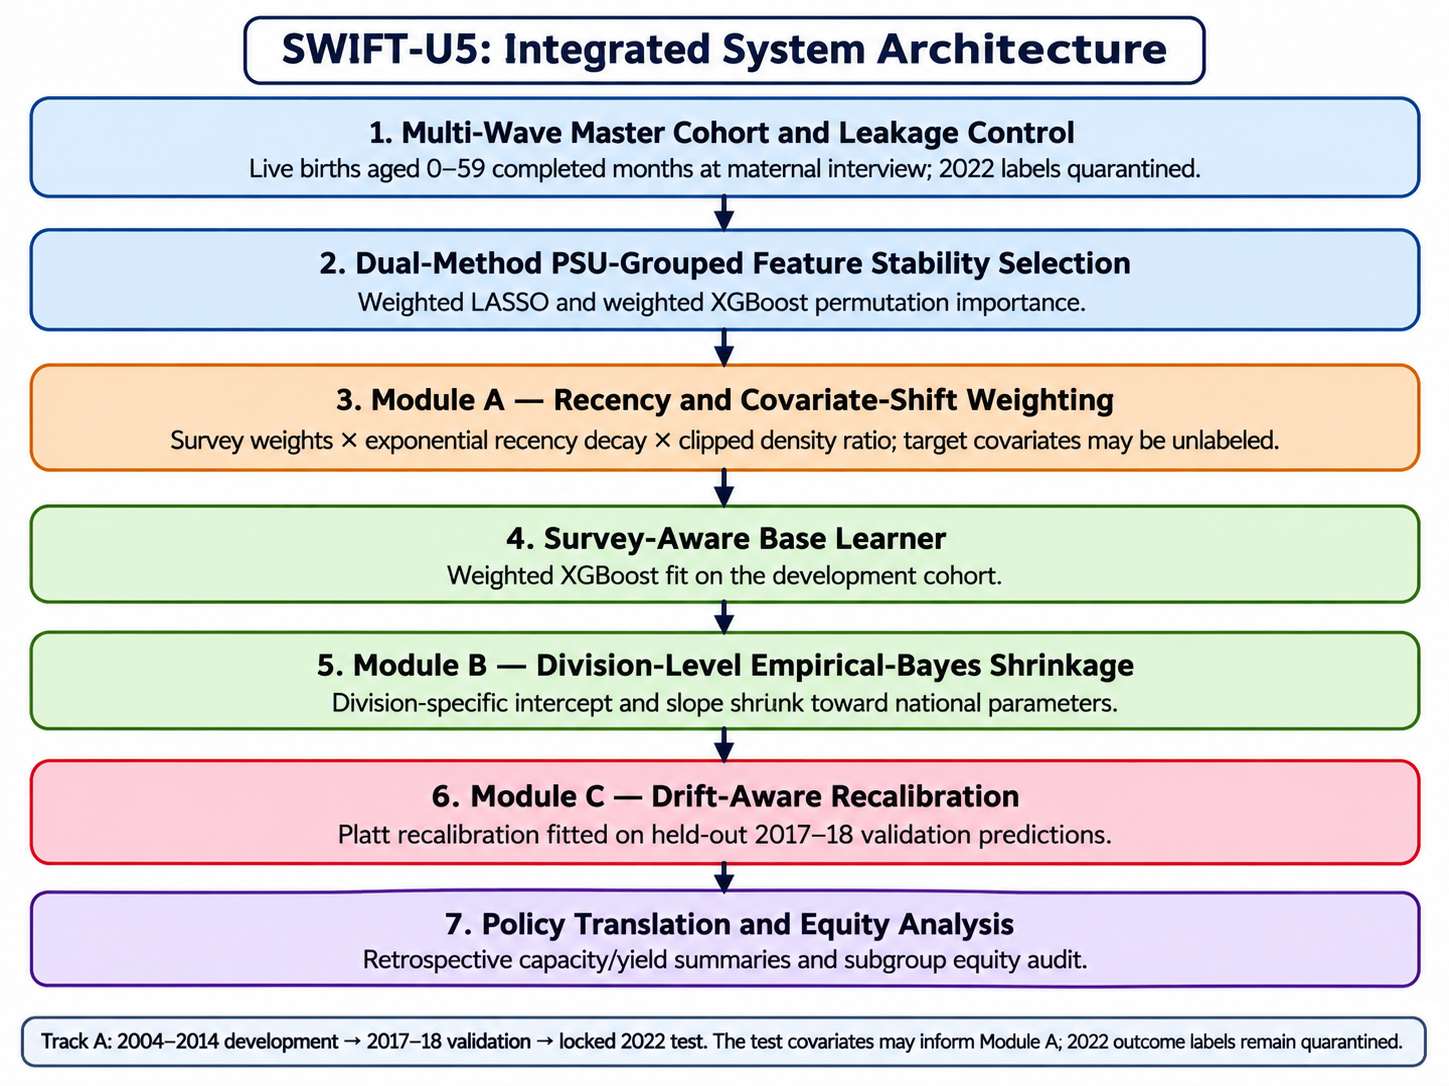 SWIFT-U5: Integrated System Architecture
1. Multi-Wave Master Cohort and Leakage Control
Live births aged 0–59 completed months at maternal interview; 2022 labels quarantined.
2. Dual-Method PSU-Grouped Feature Stability Selection
Weighted LASSO and weighted XGBoost permutation importance.
3. Module A — Recency and Covariate-Shift Weighting
Survey weights × exponential recency decay × clipped density ratio; target covariates may be unlabeled.
4. Survey-Aware Base Learner
Weighted XGBoost fit on the development cohort.
5. Module B — Division-Level Empirical-Bayes Shrinkage
Division-specific intercept and slope shrunk toward national parameters.
6. Module C — Drift-Aware Recalibration
Platt recalibration fitted on held-out 2017–18 validation predictions.
7. Policy Translation and Equity Analysis
Retrospective capacity/yield summaries and subgroup equity audit.
Track A: 2004–2014 development → 2017–18 validation → locked 2022 test. The test covariates may inform Module A; 2022 outcome labels remain quarantined.